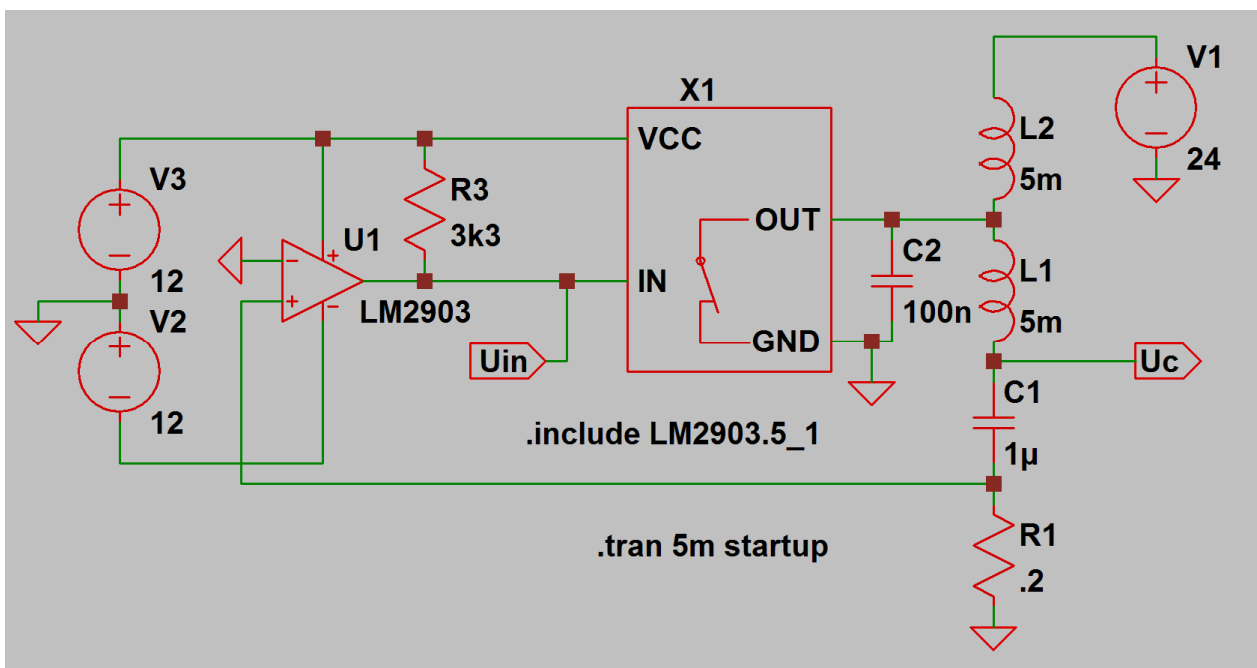 V1
X1
VCC
L2
V3
R3
24
5m
U1
3k3
OUT
C2
12
IN
L1
V2
LM2903
100n
5m
GND
Uin
Uc
C1
12
.include LM2903.5_1
1µ
.tran 5m startup
R1
.2